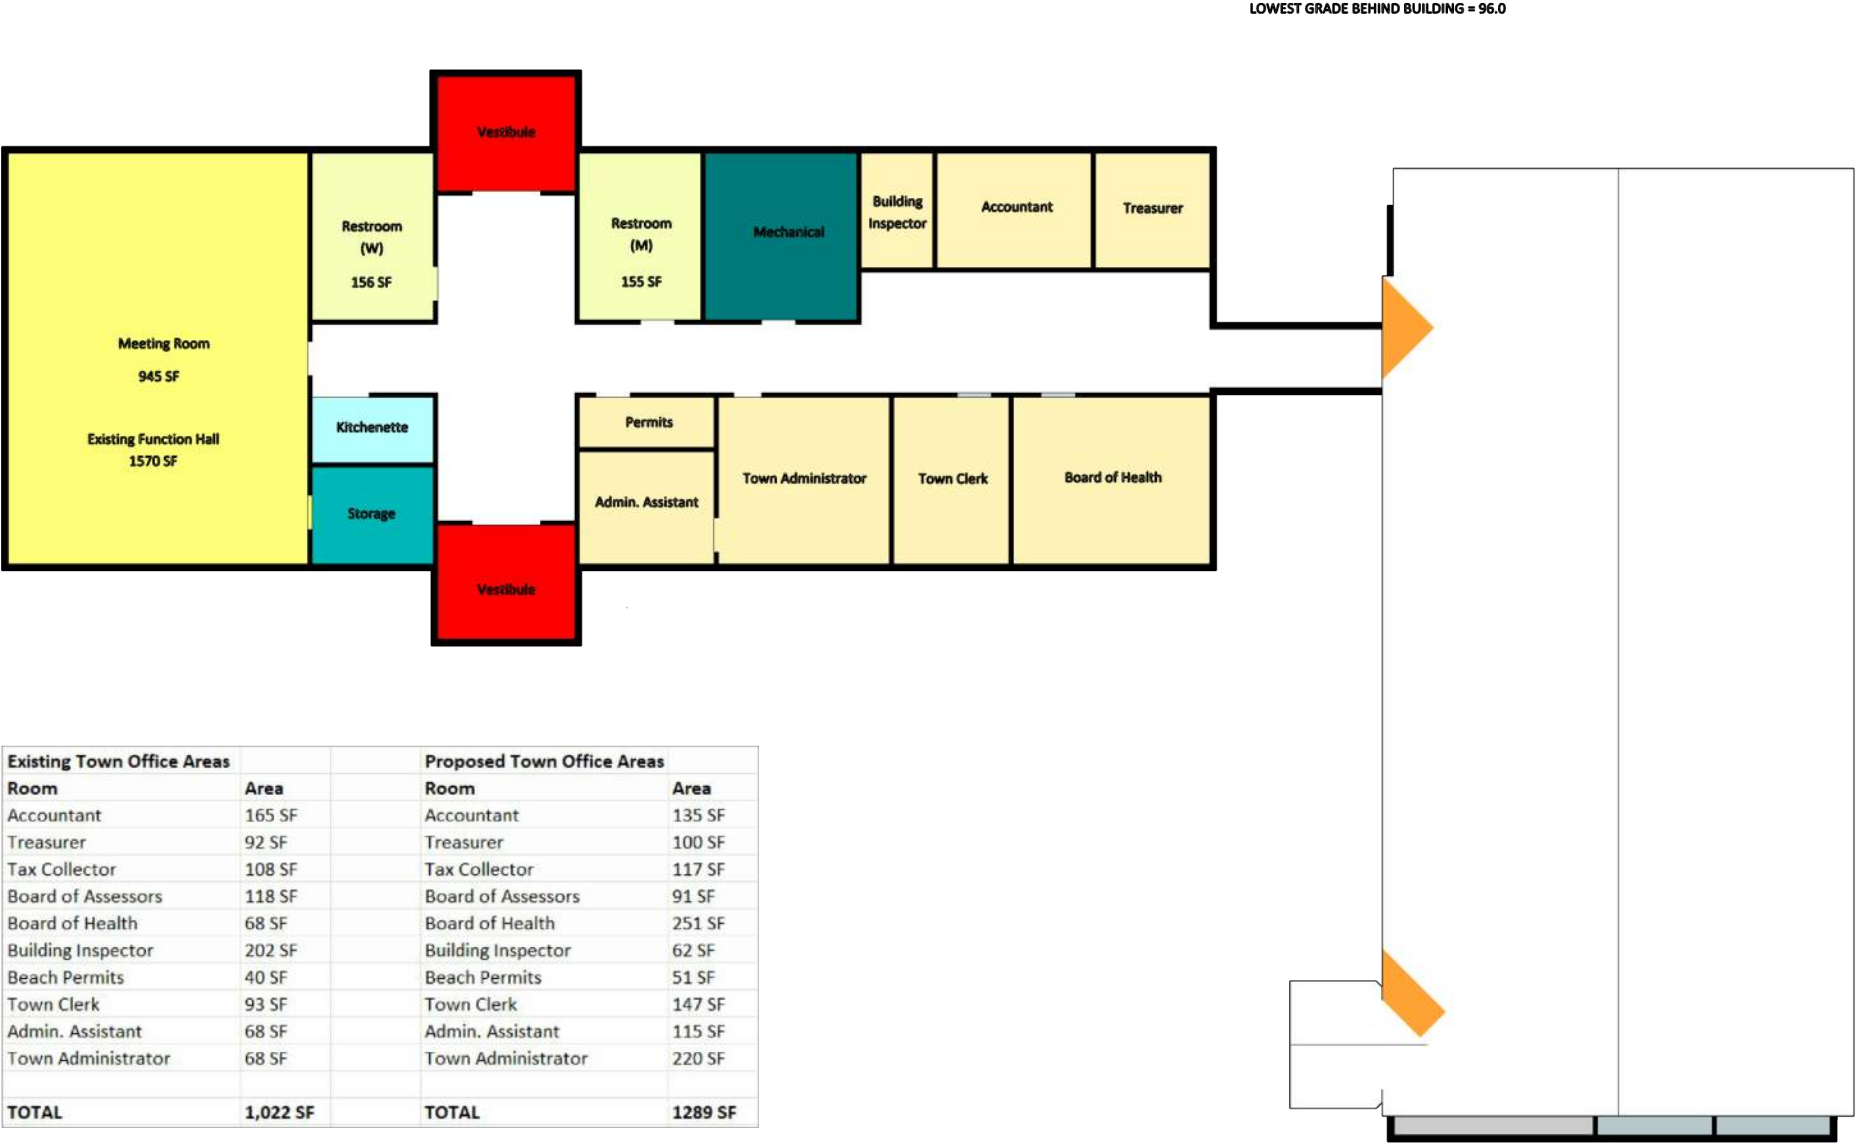 LOWEST GRADE BEHIND BUILDING = 96.0
Vestibule
Restroom
(W)
156 SF
Restroom
(M)
155 SF
Mechanical
Building
Inspector
Accountant
Treasurer
Meeting Room
945 SF
Existing Function Hall
1570 SF
Kitchenette
Storage
Permits
Admin. Assistant
Town Administrator
Town Clerk
Board of Health
Vestibule
Existing Town Office Areas Proposed Town Office Areas
Room Area Room Area
Accountant 165 SF Accountant 135 SF
Treasurer 92 SF Treasurer 100 SF
Tax Collector 108 SF Tax Collector 117 SF
Board of Assessors 118 SF Board of Assessors 91 SF
Board of Health 68 SF Board of Health 251 SF
Building Inspector 202 SF Building Inspector 62 SF
Beach Permits 40 SF Beach Permits 51 SF
Town Clerk 93 SF Town Clerk 147 SF
Admin. Assistant 68 SF Admin. Assistant 115 SF
Town Administrator 68 SF Town Administrator 220 SF
TOTAL 1,022 SF TOTAL 1289 SF